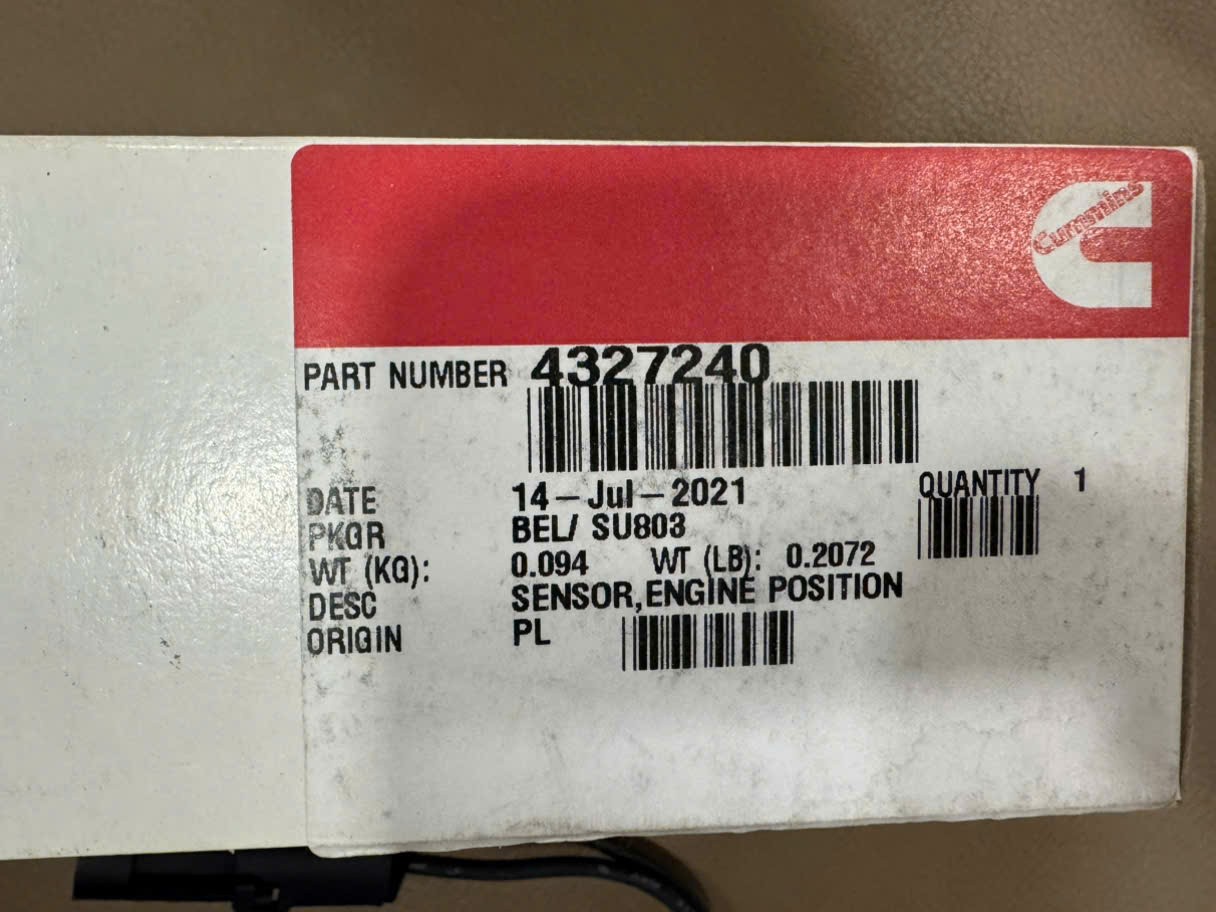 Cummins
PART NUMBER 4327240
DATE 14-Jul-2021 QUANTITY 1
PKGR BEL/ SU803
WT (KG): 0.094 WT (LB): 0.2072
DESC SENSOR,ENGINE POSITION
ORIGIN PL